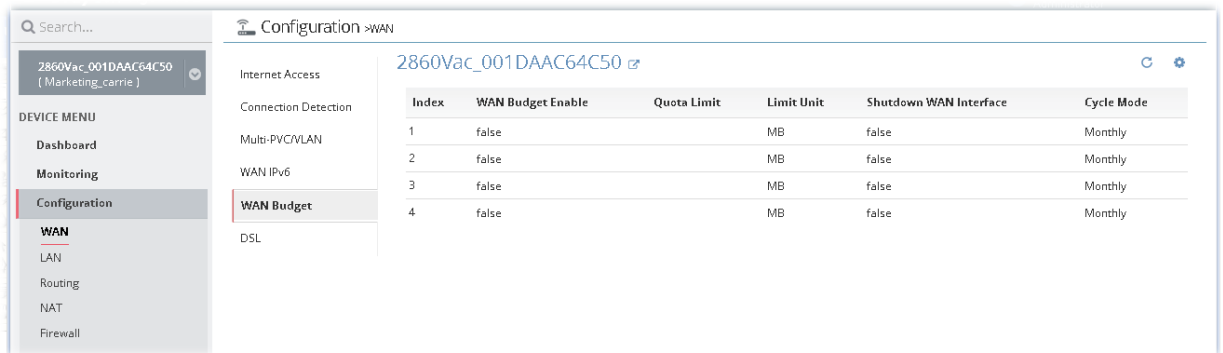 Search...
2860Vac_001DAAC64C50
( Marketing_carrie )
DEVICE MENU
Dashboard
Monitoring
Configuration
WAN
LAN
Routing
NAT
Firewall
Configuration >WAN
Internet Access
Connection Detection
Multi-PVC/VLAN
WAN IPv6
WAN Budget
DSL
2860Vac_001DAAC64C50
Index WAN Budget Enable Quota Limit Limit Unit Shutdown WAN Interface Cycle Mode
1 false MB false Monthly
2 false MB false Monthly
3 false MB false Monthly
4 false MB false Monthly